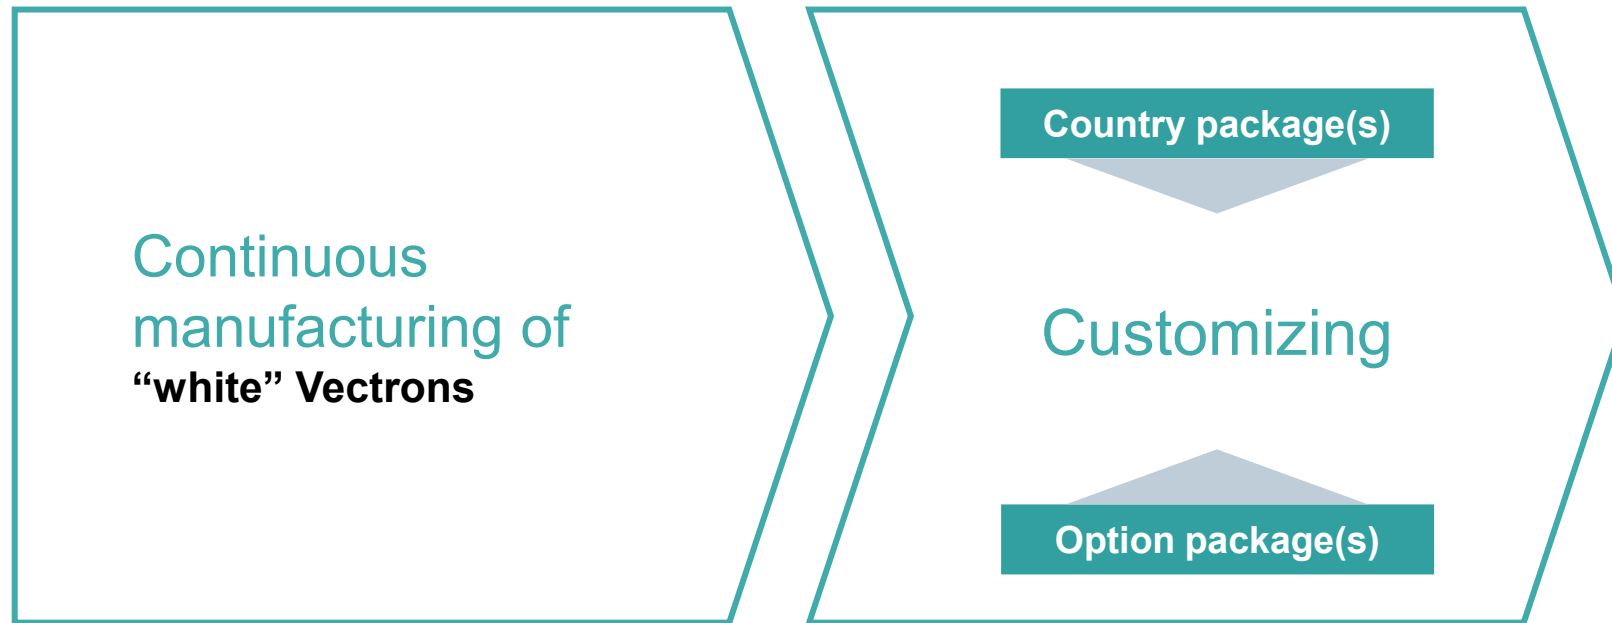 Continuous
manufacturing of
“white” Vectrons
Country package(s)
Customizing
Option package(s)